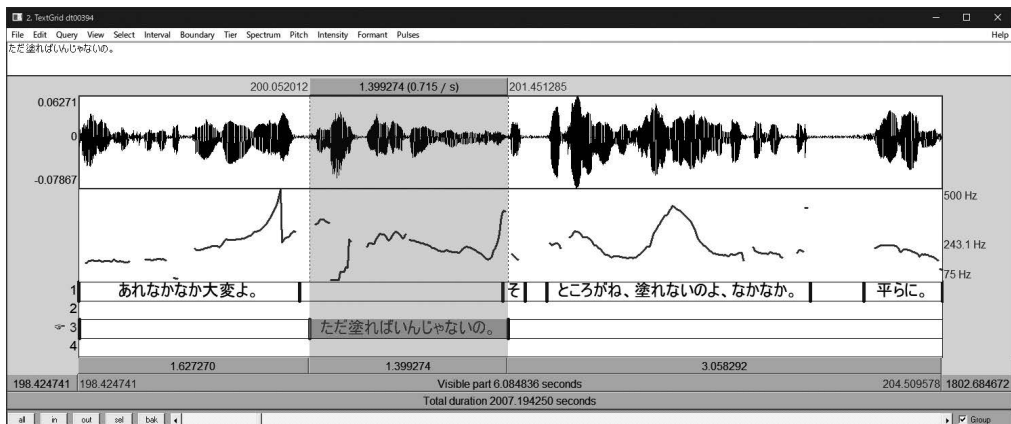 2. TextGrid dt00394
File Edit Query View Select Interval Boundary Tier Spectrum Pitch Intensity Formant Pulses Help
ただ塗ればいんじゃないの。
200.052012 1.399274 (0.715 / s) 201.451285
0.06271
0
-0.07867
500 Hz
243.1 Hz
75 Hz
1 あれなかなか大変よ。 そ ところがね、塗れないのよ、なかなか。 平らに。
2
3 ただ塗ればいんじゃないの。
4
1.627270 1.399274 3.058292
198.424741 198.424741 Visible part 6.084836 seconds 204.509578 1802.684672
Total duration 2007.194250 seconds
all in out sel bak Group